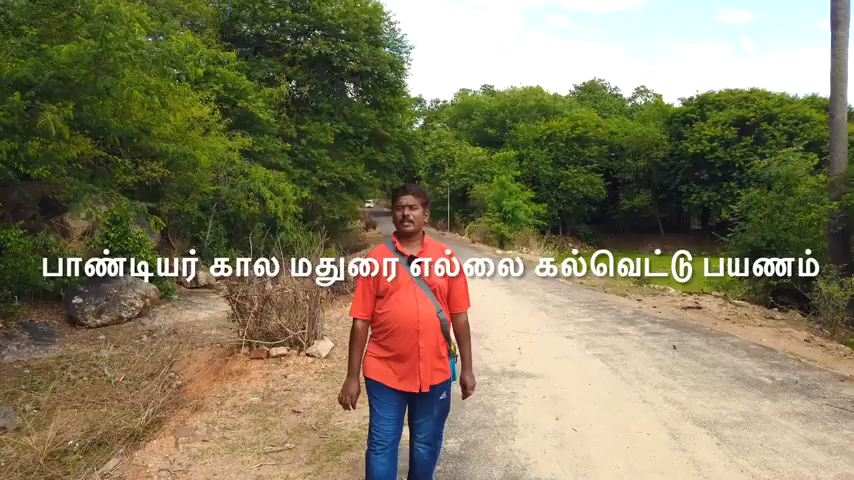 பாண்டியர் கால மதுரை எல்லை கல்வெட்டு பயணம்